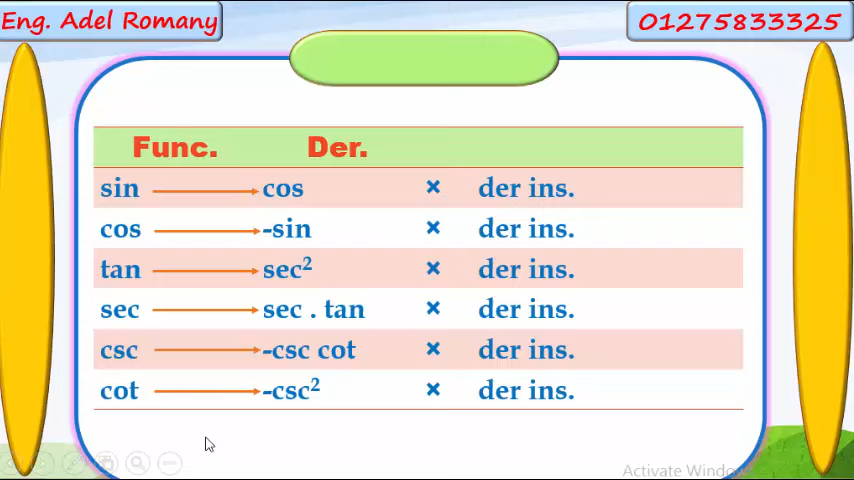 Eng. Adel Romany
01275833325
Func. Der.
sin cos × der ins.
cos -sin × der ins.
tan sec² × der ins.
sec sec . tan × der ins.
csc -csc cot × der ins.
cot -csc² × der ins.
Activate Window